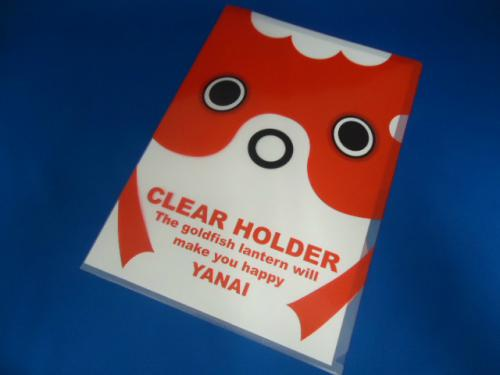 CLEAR HOLDER
The goldfish lantern will
make you happy
YANAI